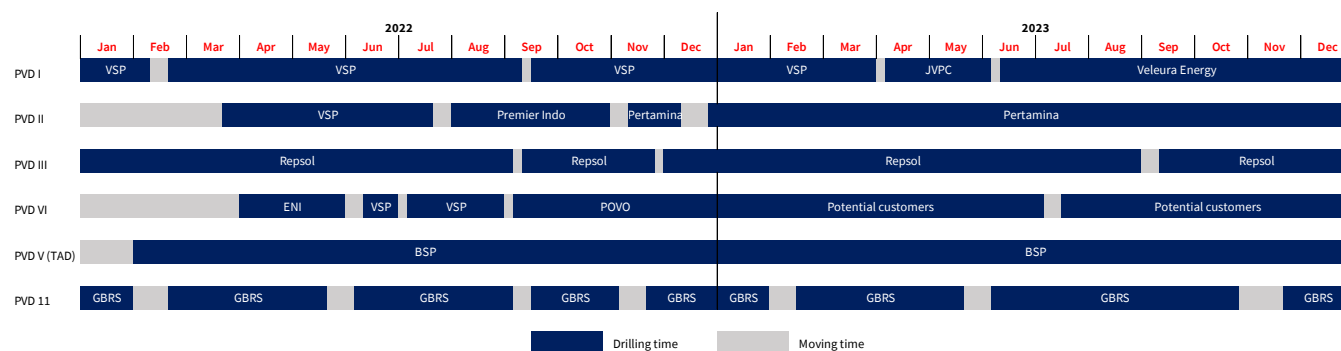 2022 2023
Jan Feb Mar Apr May Jun Jul Aug Sep Oct Nov Dec Jan Feb Mar Apr May Jun Jul Aug Sep Oct Nov Dec
PVD I VSP VSP VSP VSP JVPC Veleura Energy
PVD II VSP Premier Indo Pertamina Pertamina
PVD III Repsol Repsol Repsol Repsol
PVD VI ENI VSP VSP POVO Potential customers Potential customers
PVD V (TAD) BSP BSP
PVD 11 GBRS GBRS GBRS GBRS GBRS GBRS GBRS GBRS GBRS
Drilling time Moving time